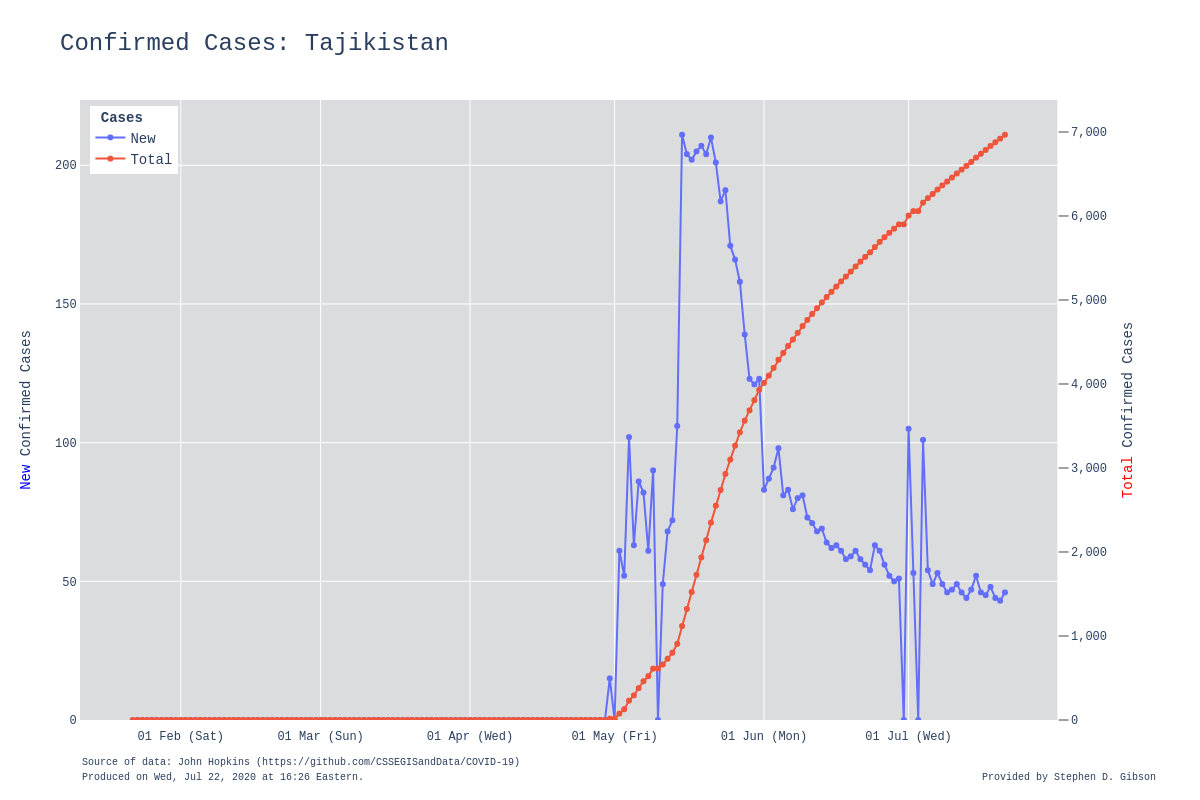 Confirmed Cases: Tajikistan
Cases
New
Total
200
150
100
50
0
7,000
6,000
5,000
4,000
3,000
2,000
1,000
0
New Confirmed Cases
Total Confirmed Cases
01 Feb (Sat)
01 Mar (Sun)
01 Apr (Wed)
01 May (Fri)
01 Jun (Mon)
01 Jul (Wed)
Source of data: John Hopkins (https://github.com/CSSEGISandData/COVID-19)
Produced on Wed, Jul 22, 2020 at 16:26 Eastern.
Provided by Stephen D. Gibson